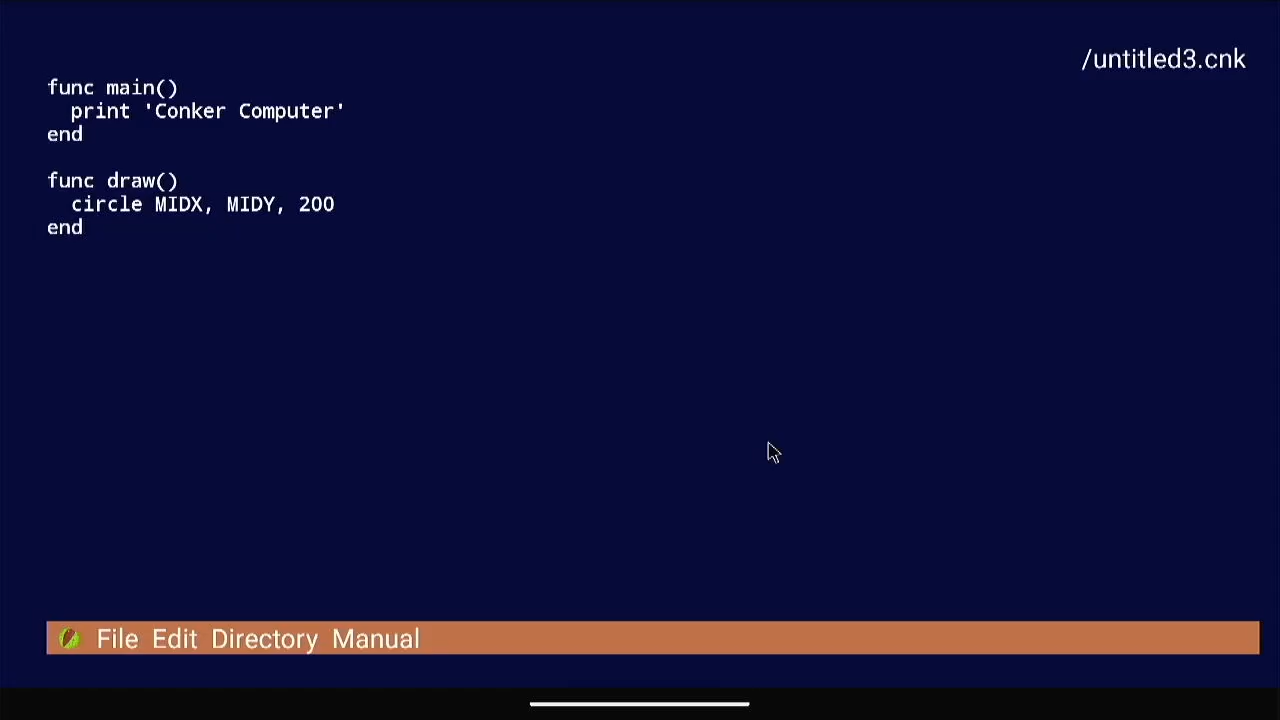 /untitled3.cnk
func main()
  print 'Conker Computer'
end
func draw()
  circle MIDX, MIDY, 200
end
File Edit Directory Manual